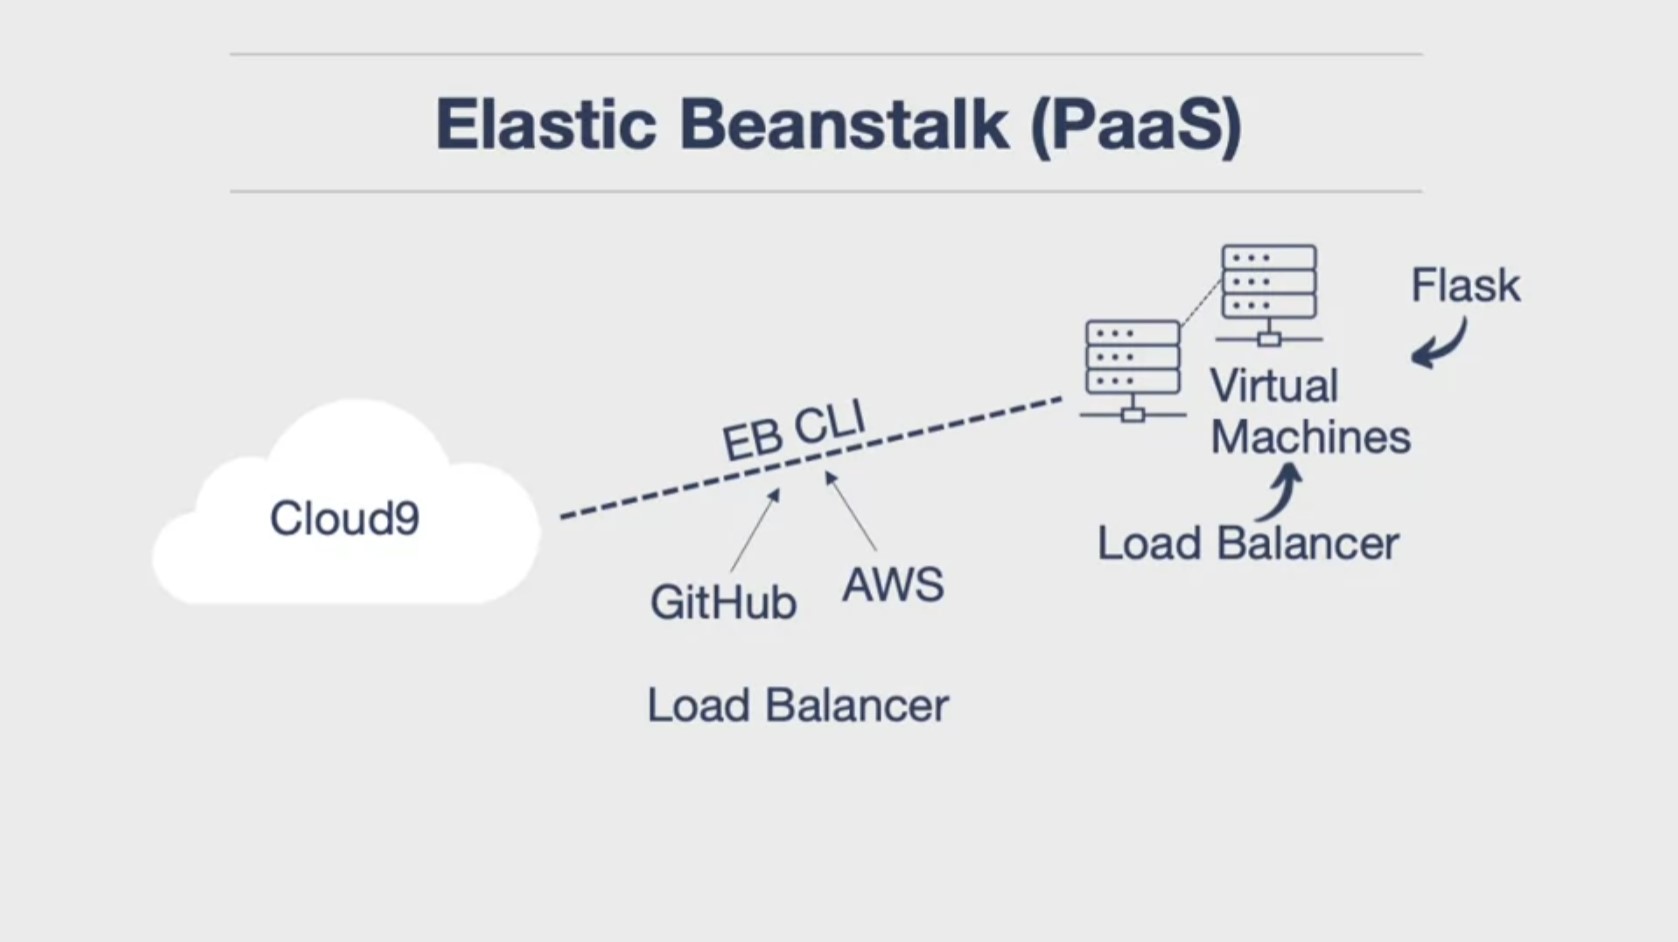 Elastic Beanstalk (PaaS)
Flask
Virtual
Machines
EB CLI
Cloud9
Load Balancer
GitHub
AWS
Load Balancer